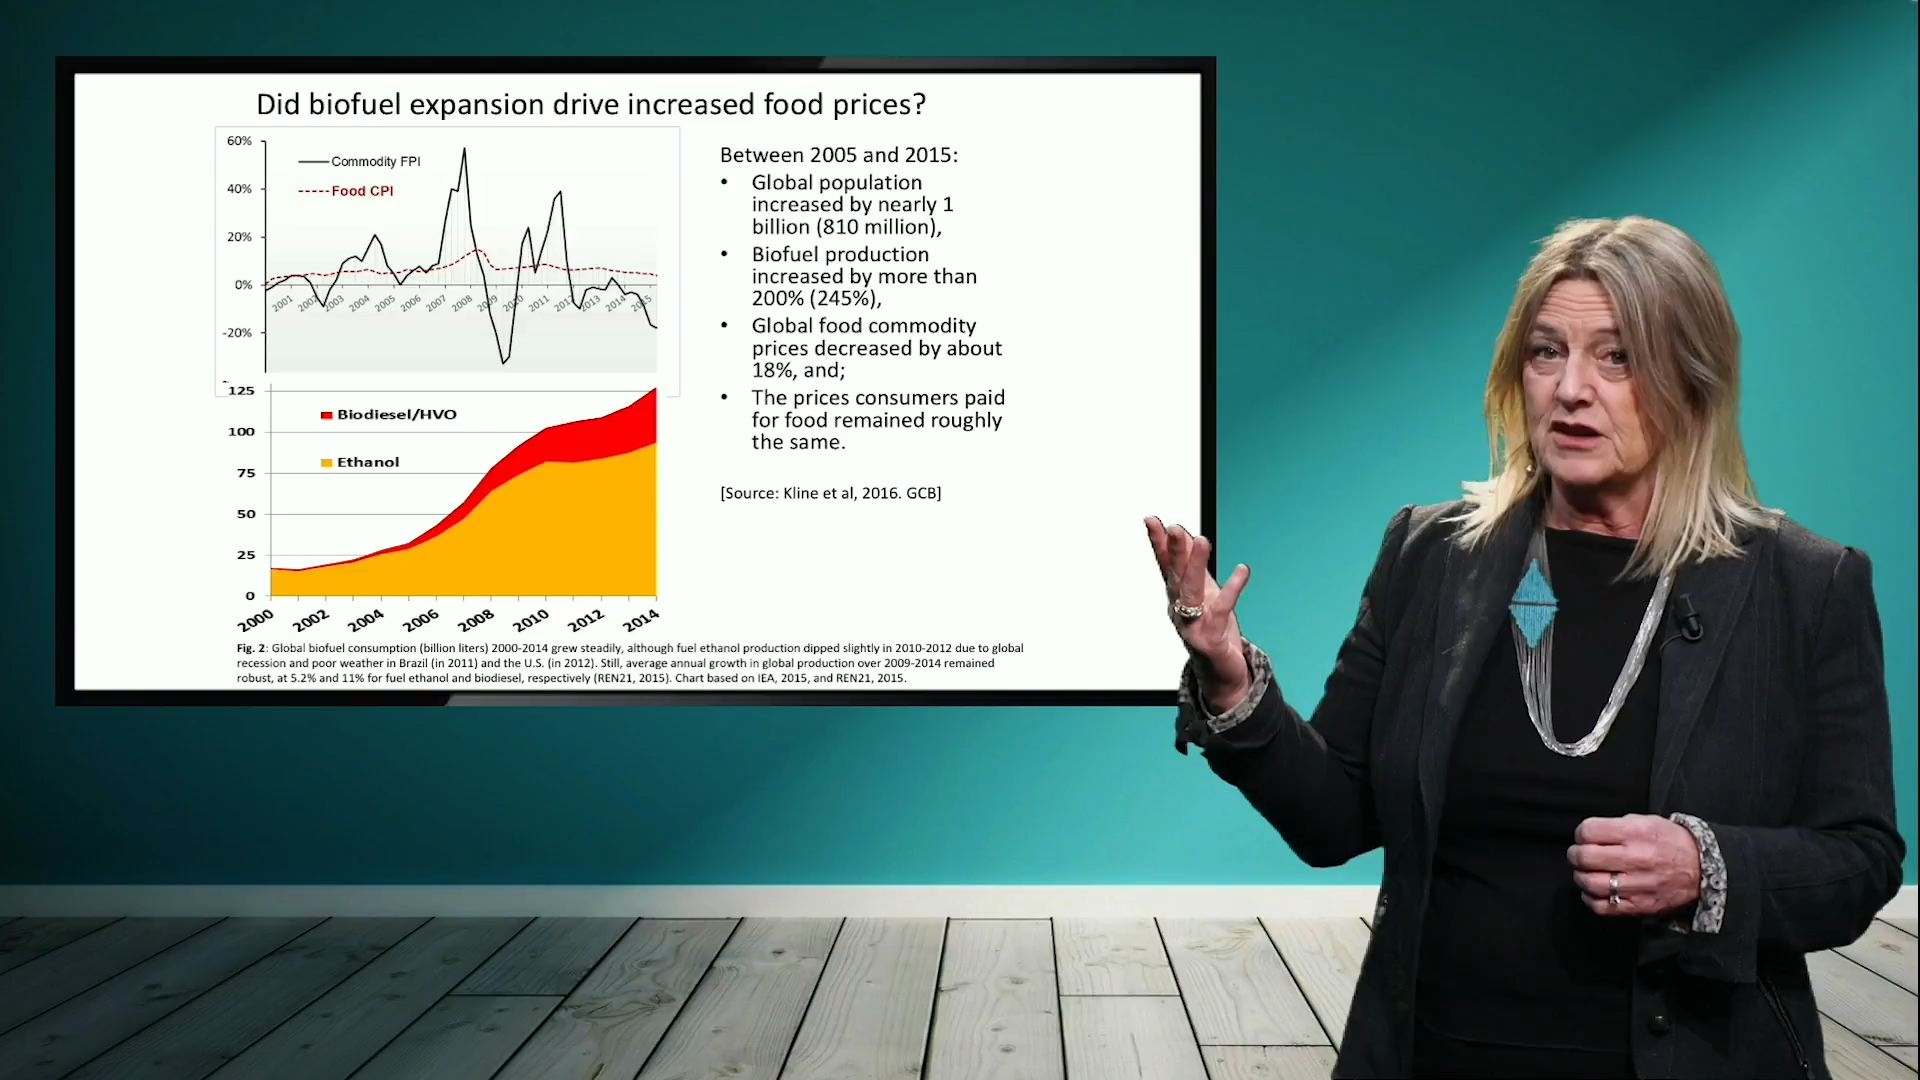 Did biofuel expansion drive increased food prices?
60%
Commodity FPI
Food CPI
40%
20%
0%
-20%
2001 2002 2003 2004 2005 2006 2007 2008 2009 2010 2011 2012 2013 2014 2015
125
100
75
50
25
0
Biodiesel/HVO
Ethanol
2000 2002 2004 2006 2008 2010 2012 2014
Between 2005 and 2015:
• Global population
increased by nearly 1
billion (810 million),
• Biofuel production
increased by more than
200% (245%),
• Global food commodity
prices decreased by about
18%, and;
• The prices consumers paid
for food remained roughly
the same.
[Source: Kline et al, 2016. GCB]
Fig. 2: Global biofuel consumption (billion liters) 2000-2014 grew steadily, although fuel ethanol production dipped slightly in 2010-2012 due to global
recession and poor weather in Brazil (in 2011) and the U.S. (in 2012). Still, average annual growth in global production over 2009-2014 remained
robust, at 5.2% and 11% for fuel ethanol and biodiesel, respectively (REN21, 2015). Chart based on IEA, 2015, and REN21, 2015.